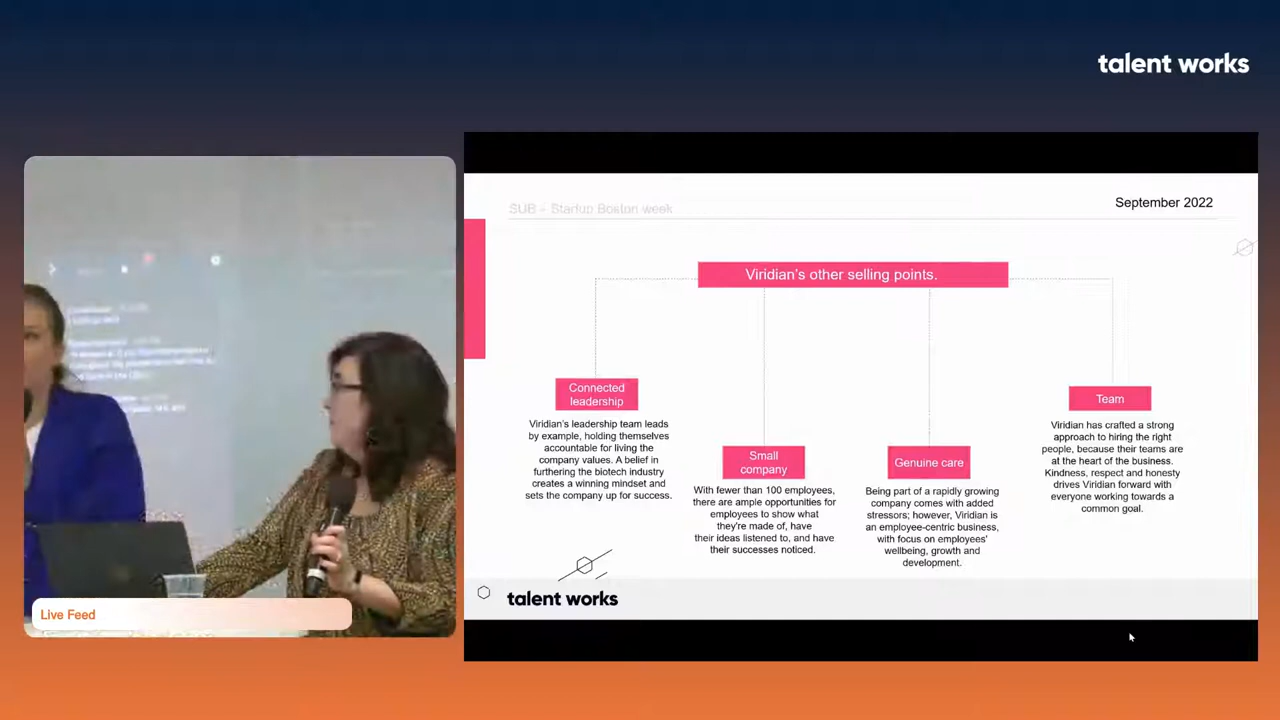 talent works
SUB – Startup Boston week
September 2022
Viridian's other selling points.
Connected
leadership
Viridian's leadership team leads
by example, holding themselves
accountable for living the
company values. A belief in
furthering the biotech industry
creates a winning mindset and
sets the company up for success.
Small
company
With fewer than 100 employees,
there are ample opportunities for
employees to show what
they're made of, have
their ideas listened to, and have
their successes noticed.
Genuine care
Being part of a rapidly growing
company comes with added
stressors; however, Viridian is
an employee-centric business,
with focus on employees'
wellbeing, growth and
development.
Team
Viridian has crafted a strong
approach to hiring the right
people, because their teams are
at the heart of the business.
Kindness, respect and honesty
drives Viridian forward with
everyone working towards a
common goal.
talent works
Live Feed